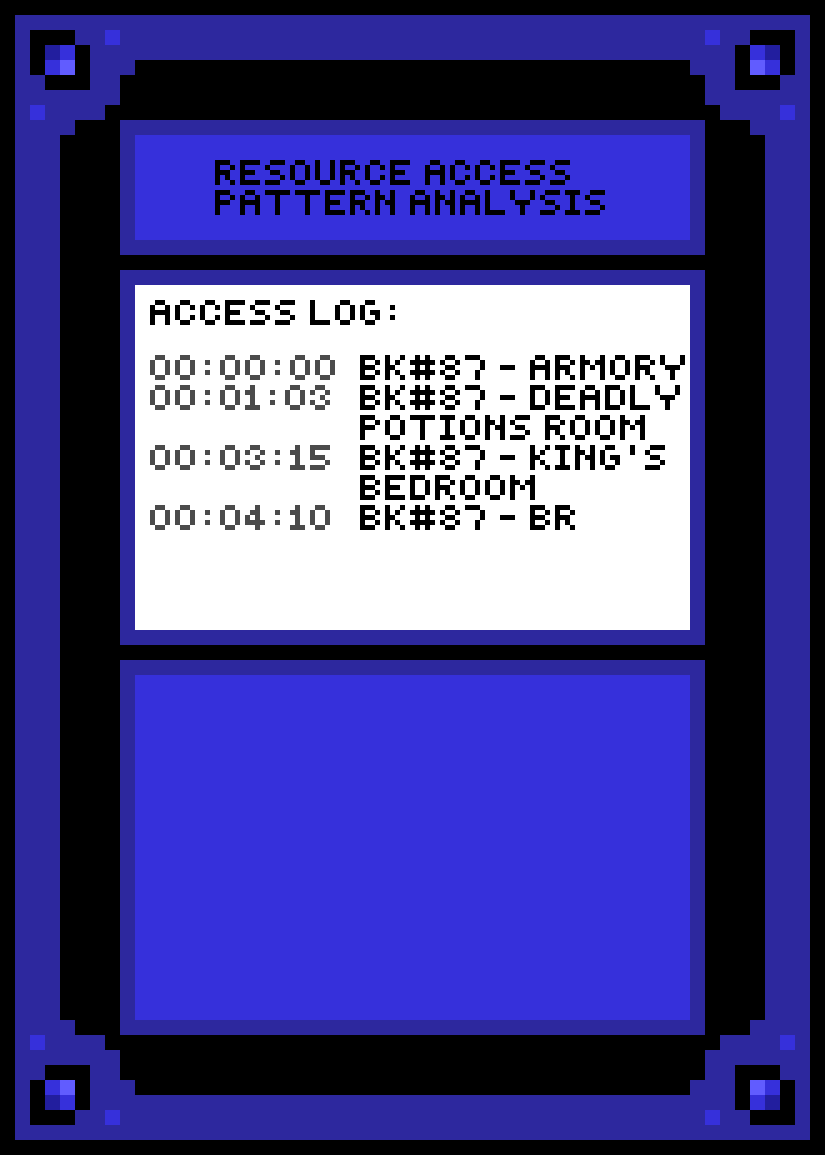 RESOURCE ACCESS
PATTERN ANALYSIS
ACCESS LOG:
00:00:00 BK#87 - ARMORY
00:01:03 BK#87 - DEADLY
POTIONS ROOM
00:03:15 BK#87 - KING'S
BEDROOM
00:04:10 BK#87 - BR